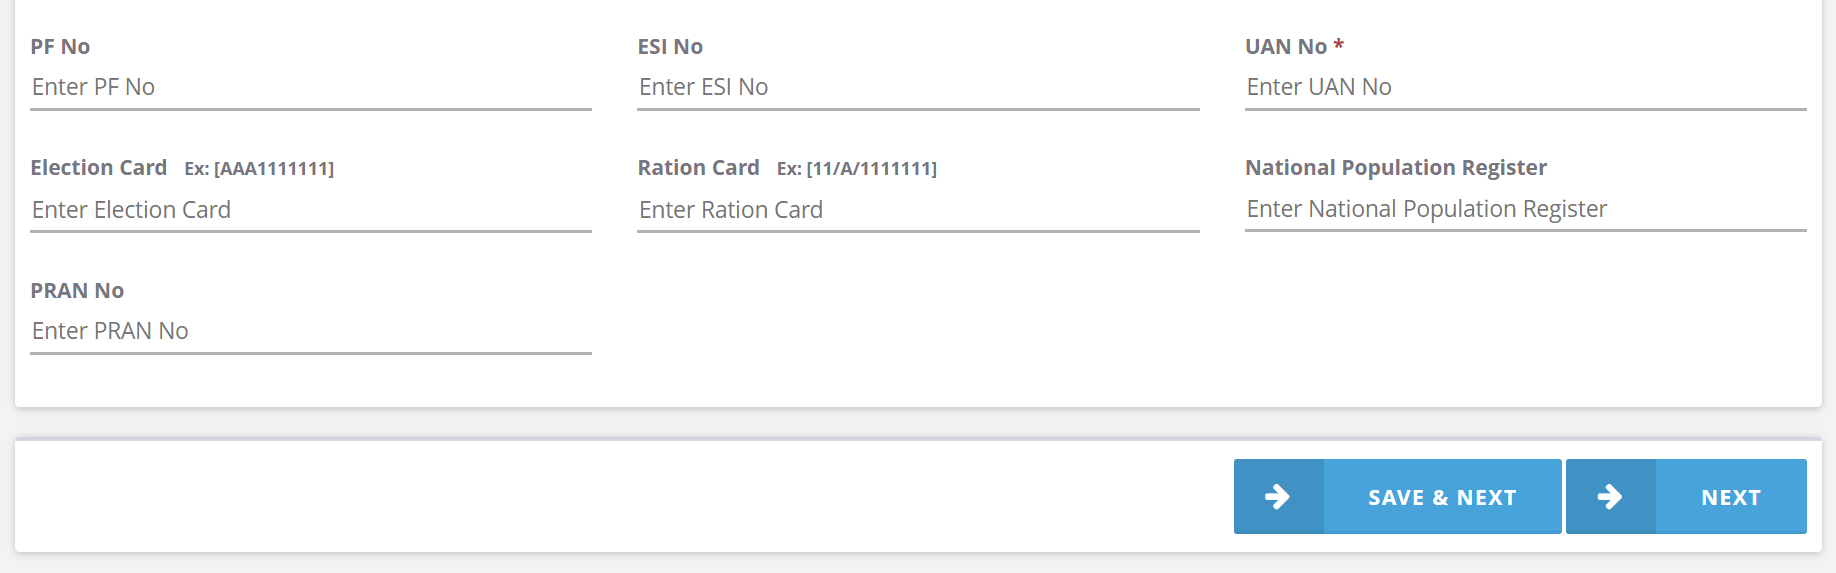 PF No
ESI No
UAN No *
Enter PF No
Enter ESI No
Enter UAN No
Election Card Ex: [AAA1111111]
Ration Card Ex: [11/A/1111111]
National Population Register
Enter Election Card
Enter Ration Card
Enter National Population Register
PRAN No
Enter PRAN No
SAVE & NEXT
NEXT